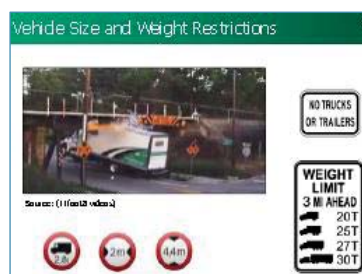 Vehicle Size and Weight Restrictions
NO TRUCKS
OR TRAILERS
Source: (11foot8 videos)
WEIGHT
LIMIT
3 MI AHEAD
20T
25T
27T
30T
2m
4,4m